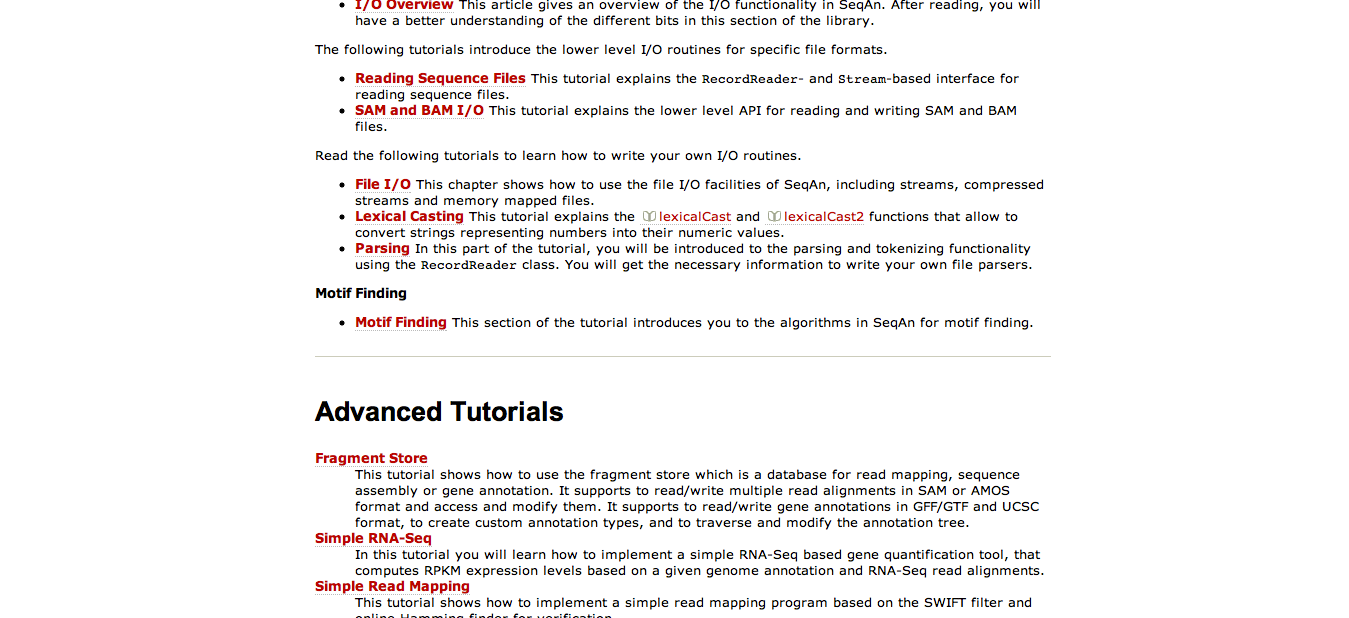 I/O Overview This article gives an overview of the I/O functionality in SeqAn. After reading, you will
have a better understanding of the different bits in this section of the library.
The following tutorials introduce the lower level I/O routines for specific file formats.
Reading Sequence Files This tutorial explains the RecordReader- and Stream-based interface for
reading sequence files.
SAM and BAM I/O This tutorial explains the lower level API for reading and writing SAM and BAM
files.
Read the following tutorials to learn how to write your own I/O routines.
File I/O This chapter shows how to use the file I/O facilities of SeqAn, including streams, compressed
streams and memory mapped files.
Lexical Casting This tutorial explains the lexicalCast and lexicalCast2 functions that allow to
convert strings representing numbers into their numeric values.
Parsing In this part of the tutorial, you will be introduced to the parsing and tokenizing functionality
using the RecordReader class. You will get the necessary information to write your own file parsers.
Motif Finding
Motif Finding This section of the tutorial introduces you to the algorithms in SeqAn for motif finding.
Advanced Tutorials
Fragment Store
This tutorial shows how to use the fragment store which is a database for read mapping, sequence
assembly or gene annotation. It supports to read/write multiple read alignments in SAM or AMOS
format and access and modify them. It supports to read/write gene annotations in GFF/GTF and UCSC
format, to create custom annotation types, and to traverse and modify the annotation tree.
Simple RNA-Seq
In this tutorial you will learn how to implement a simple RNA-Seq based gene quantification tool, that
computes RPKM expression levels based on a given genome annotation and RNA-Seq read alignments.
Simple Read Mapping
This tutorial shows how to implement a simple read mapping program based on the SWIFT filter and
online Hamming finder for verification.